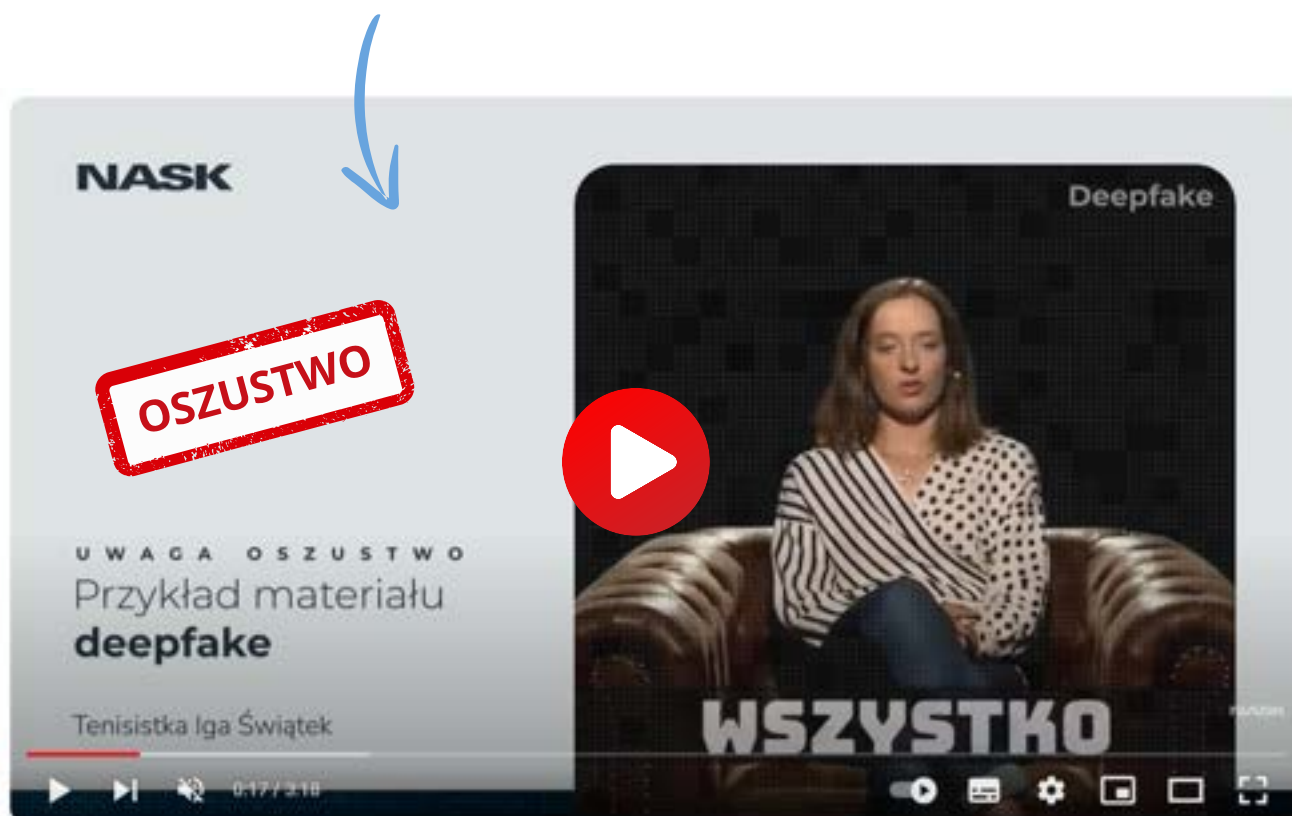 NASK
Deepfake
OSZUSTWO
UWAGA OSZUSTWO
Przykład materiału
deepfake
Tenisistka Iga Świątek
WSZYSTKO
0:17 / 3:18